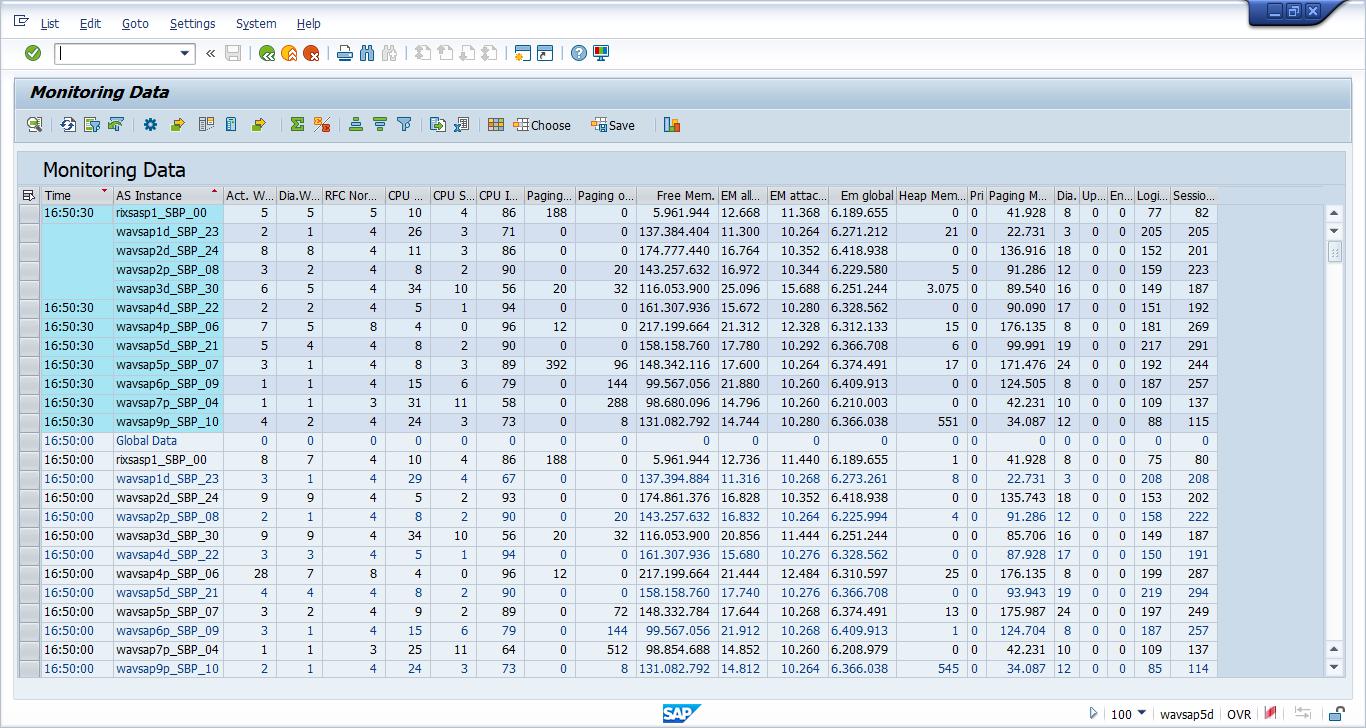 List Edit Goto Settings System Help
Monitoring Data
Choose Save
Monitoring Data
Time AS Instance Act. W... Dia.W... RFC Nor... CPU ... CPU S... CPU I... Paging... Paging o... Free Mem. EM all... EM attac... Em global Heap Mem... Pri Paging M... Dia. Up... En... Logi... Sessio...
16:50:30 rixsasp1_SBP_00 5 5 5 10 4 86 188 0 5.961.944 12.668 11.368 6.189.655 0 0 41.928 8 0 0 77 82
wavsap1d_SBP_23 2 1 4 26 3 71 0 0 137.384.404 11.300 10.264 6.271.212 21 0 22.731 3 0 0 205 205
wavsap2d_SBP_24 8 8 4 11 3 86 0 0 174.777.440 16.764 10.352 6.418.938 0 0 136.916 18 0 0 152 201
wavsap2p_SBP_08 3 2 4 8 2 90 0 20 143.257.632 16.972 10.344 6.229.580 5 0 91.286 12 0 0 159 223
wavsap3d_SBP_30 6 5 4 34 10 56 20 32 116.053.900 25.096 15.688 6.251.244 3.075 0 89.540 16 0 0 149 187
16:50:30 wavsap4d_SBP_22 2 2 4 5 1 94 0 0 161.307.936 15.672 10.280 6.328.562 0 0 90.090 17 0 0 151 192
16:50:30 wavsap4p_SBP_06 7 5 8 4 0 96 12 0 217.199.664 21.312 12.328 6.312.133 15 0 176.135 8 0 0 181 269
16:50:30 wavsap5d_SBP_21 5 4 4 8 2 90 0 0 158.158.760 17.780 10.292 6.366.708 6 0 99.991 19 0 0 217 291
16:50:30 wavsap5p_SBP_07 3 1 4 8 3 89 392 96 148.342.116 17.600 10.264 6.374.491 17 0 171.476 24 0 0 192 244
16:50:30 wavsap6p_SBP_09 1 1 4 15 6 79 0 144 99.567.056 21.880 10.264 6.409.913 0 0 124.505 8 0 0 187 257
16:50:30 wavsap7p_SBP_04 1 1 3 31 11 58 0 288 98.680.096 14.796 10.260 6.210.003 0 0 42.231 10 0 0 109 137
16:50:30 wavsap9p_SBP_10 4 2 4 24 3 73 0 8 131.082.792 14.744 10.280 6.366.038 551 0 34.087 12 0 0 88 115
16:50:00 Global Data 0 0 0 0 0 0 0 0 0 0 0 0 0 0 0 0 0 0 0 0
16:50:00 rixsasp1_SBP_00 8 7 4 10 4 86 188 0 5.961.944 12.736 11.440 6.189.655 1 0 41.928 8 0 0 75 80
16:50:00 wavsap1d_SBP_23 3 1 4 29 4 67 0 0 137.394.884 11.316 10.268 6.273.261 8 0 22.731 3 0 0 208 208
16:50:00 wavsap2d_SBP_24 9 9 4 5 2 93 0 0 174.861.376 16.828 10.352 6.418.938 0 0 135.743 18 0 0 153 202
16:50:00 wavsap2p_SBP_08 2 1 4 8 2 90 0 20 143.257.632 16.832 10.264 6.225.994 4 0 91.286 12 0 0 158 222
16:50:00 wavsap3d_SBP_30 9 9 4 34 10 56 20 32 116.053.900 20.856 11.444 6.251.244 0 0 85.706 16 0 0 149 187
16:50:00 wavsap4d_SBP_22 3 3 4 5 1 94 0 0 161.307.936 15.680 10.276 6.328.562 0 0 87.928 17 0 0 150 191
16:50:00 wavsap4p_SBP_06 28 7 8 4 0 96 12 0 217.199.664 21.444 12.484 6.310.597 25 0 176.135 8 0 0 199 287
16:50:00 wavsap5d_SBP_21 4 4 4 8 2 90 0 0 158.158.760 17.740 10.276 6.366.708 0 0 93.943 19 0 0 219 294
16:50:00 wavsap5p_SBP_07 3 2 4 9 2 89 0 72 148.332.784 17.644 10.268 6.374.491 13 0 175.987 24 0 0 197 249
16:50:00 wavsap6p_SBP_09 3 1 4 15 6 79 0 144 99.567.056 21.912 10.268 6.409.913 1 0 124.704 8 0 0 187 257
16:50:00 wavsap7p_SBP_04 1 1 3 25 11 64 0 512 98.854.688 14.852 10.260 6.208.979 0 0 42.231 10 0 0 109 137
16:50:00 wavsap9p_SBP_10 2 1 4 24 3 73 0 8 131.082.792 14.812 10.264 6.366.038 545 0 34.087 12 0 0 85 114
SAP 100 wavsap5d OVR